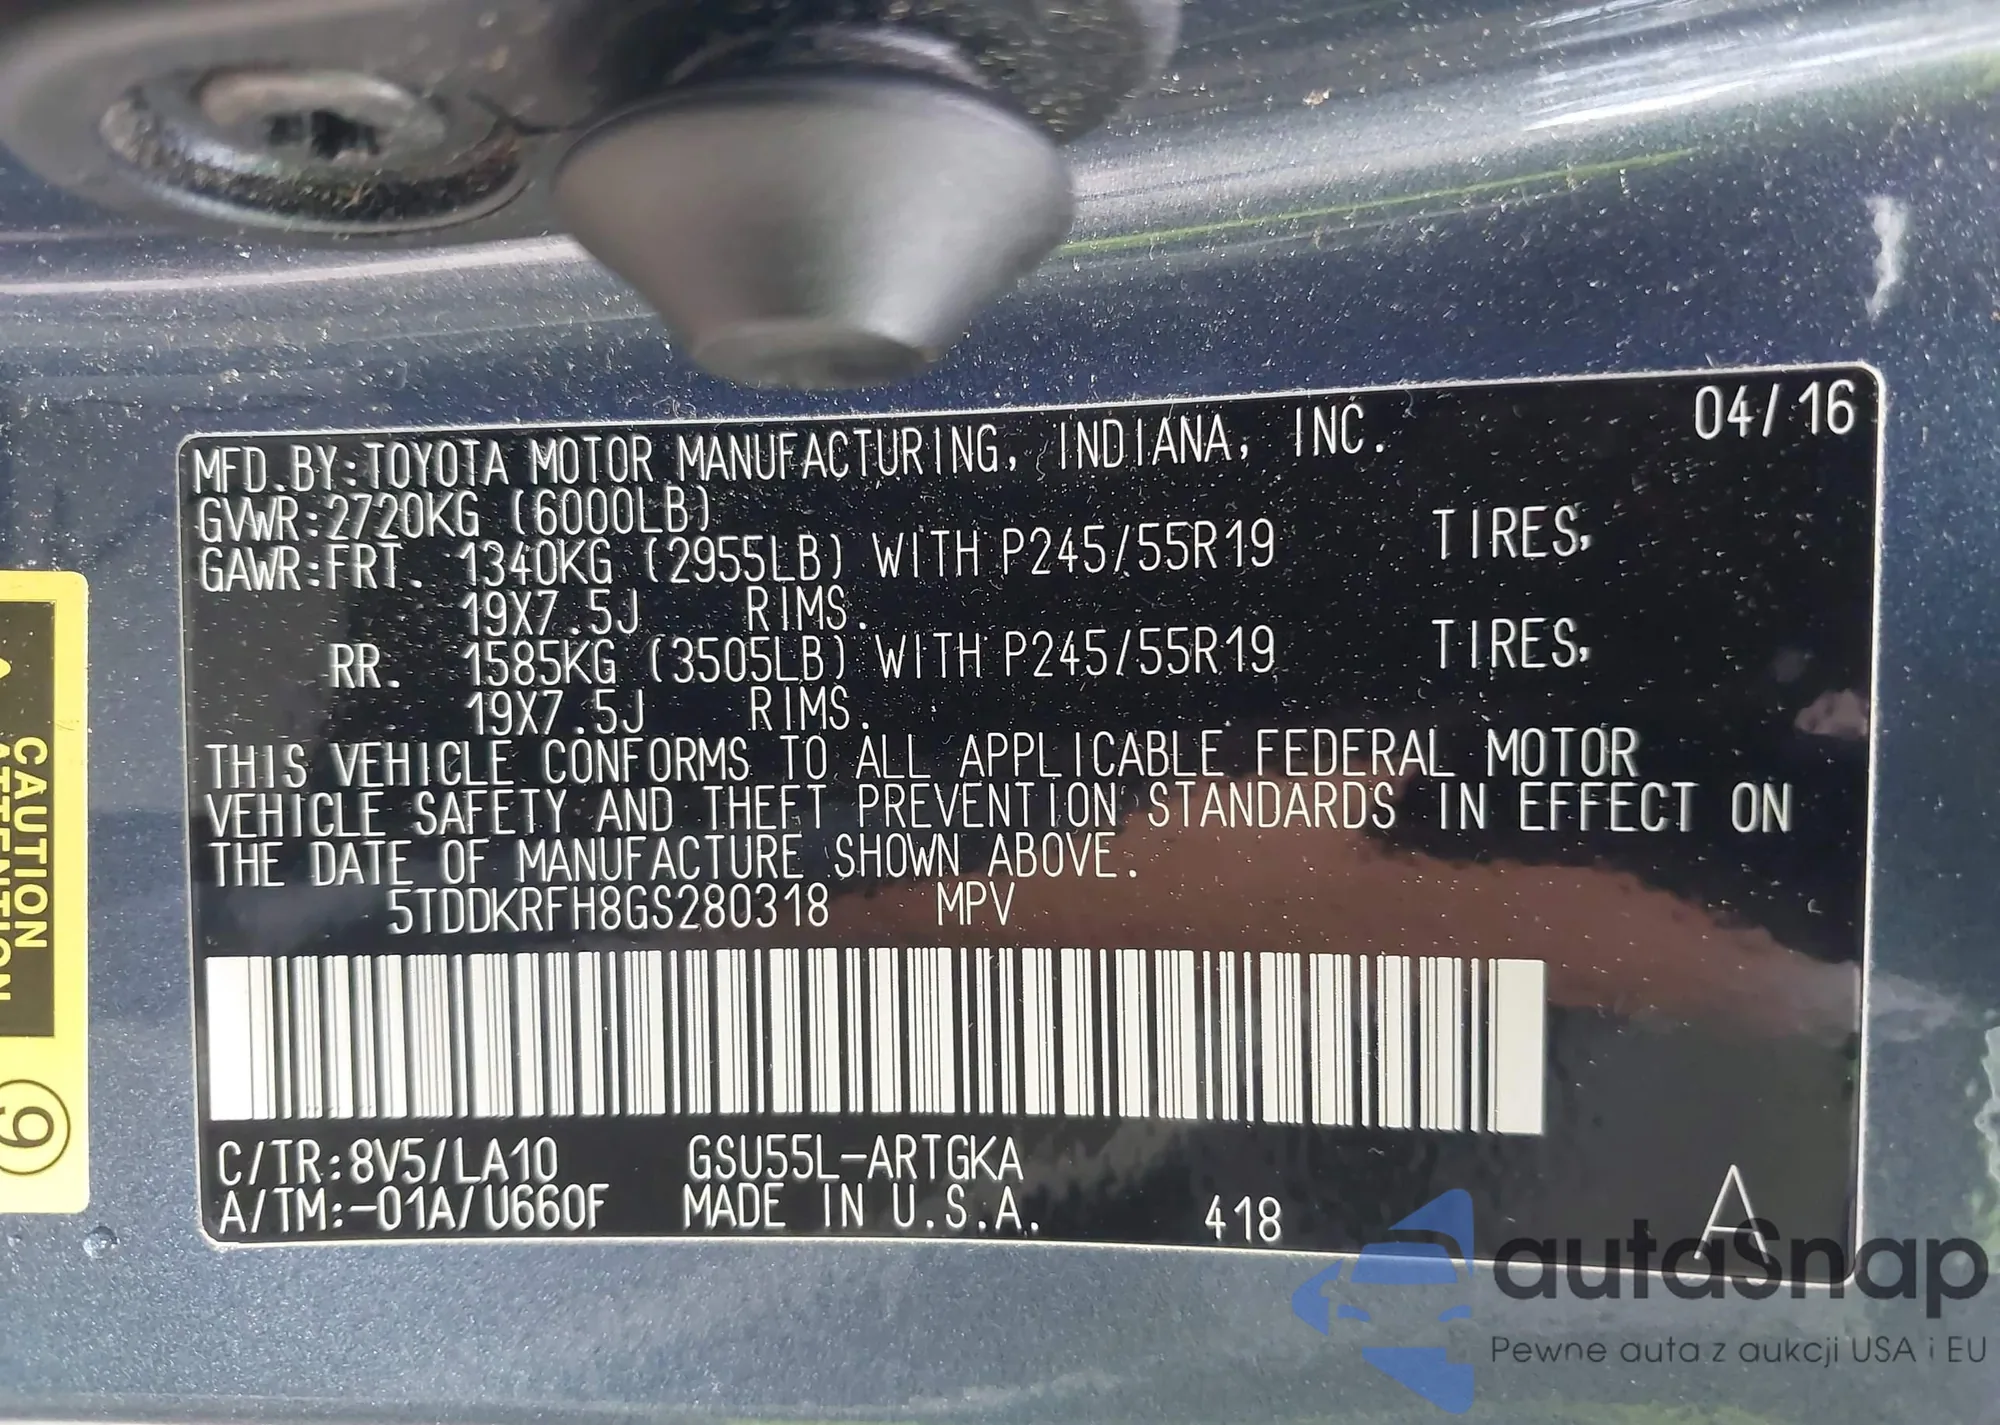 04/16
MFD.BY:TOYOTA MOTOR MANUFACTURING, INDIANA, INC.
GVWR:2720KG (6000LB)
GAWR:FRT. 1340KG (2955LB) WITH P245/55R19 TIRES,
19X7.5J RIMS.
RR. 1585KG (3505LB) WITH P245/55R19 TIRES,
19X7.5J RIMS.
THIS VEHICLE CONFORMS TO ALL APPLICABLE FEDERAL MOTOR
VEHICLE SAFETY AND THEFT PREVENTION STANDARDS IN EFFECT ON
THE DATE OF MANUFACTURE SHOWN ABOVE.
5TDDKRFH8GS280318 MPV
C/TR:8V5/LA10 GSU55L-ARTGKA
A/TM:-01A/U660F MADE IN U.S.A. 418 A
CAUTION
ATTENTION
9
autoSnap
Pewne auta z aukcji USA i EU